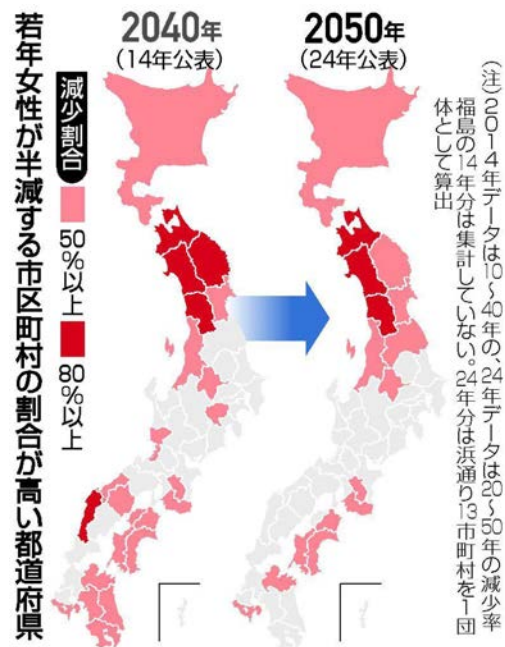 若年女性が半減する市区町村の割合が高い都道府県
減少割合
50%以上
80%以上
2040年
(14年公表)
2050年
(24年公表)
(注)2014年データは10~40年の、24年データは20~50年の減少率
福島の14年分は集計していない。24年分は浜通り13市町村を1団
体として算出